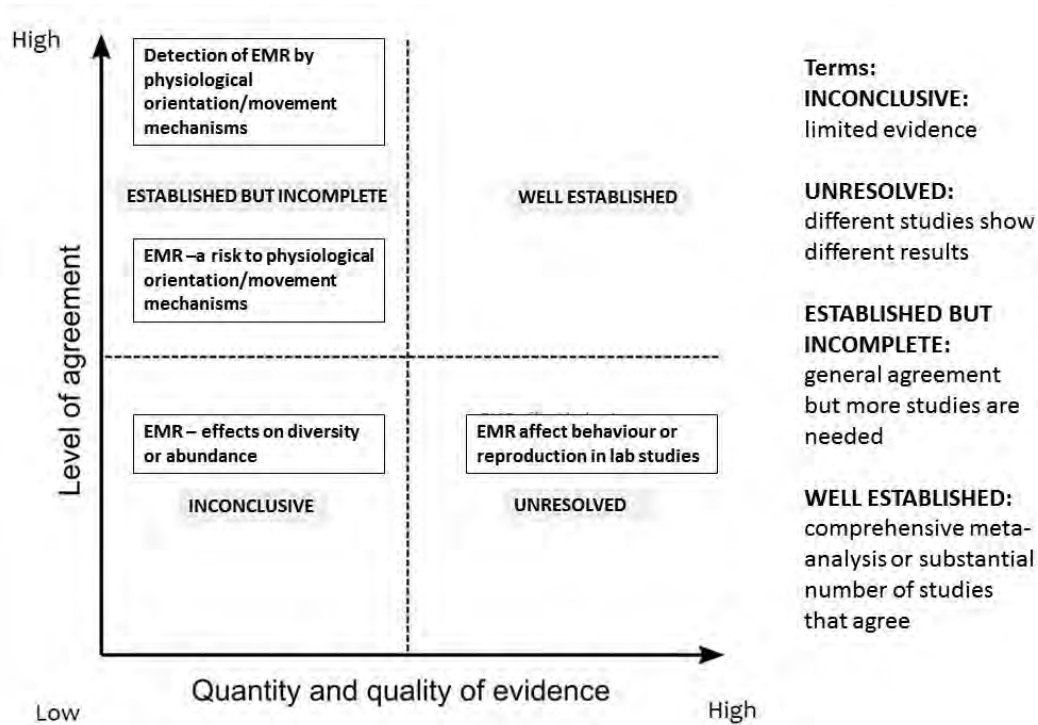 High
Detection of EMR by
physiological
orientation/movement
mechanisms
ESTABLISHED BUT INCOMPLETE
WELL ESTABLISHED
EMR –a risk to physiological
orientation/movement
mechanisms
Level of agreement
EMR – effects on diversity
or abundance
EMR affect behaviour or
reproduction in lab studies
INCONCLUSIVE
UNRESOLVED
Quantity and quality of evidence
Low
High
Terms:
INCONCLUSIVE:
limited evidence
UNRESOLVED:
different studies show
different results
ESTABLISHED BUT
INCOMPLETE:
general agreement
but more studies are
needed
WELL ESTABLISHED:
comprehensive meta-
analysis or substantial
number of studies
that agree